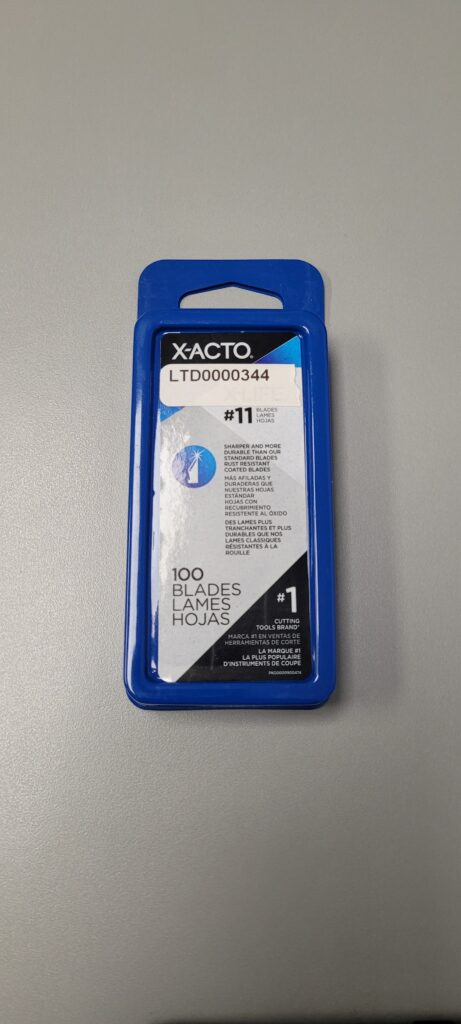 X-ACTO®
LTD0000344
X-LIFE
#11 BLADES
LAMES
HOJAS
SHARPER AND MORE
DURABLE THAN OUR
STANDARD BLADES
RUST RESISTANT
COATED BLADES
MÁS AFILADAS Y
DURADERAS QUE
NUESTRAS HOJAS
ESTÁNDAR
HOJAS CON
RECUBRIMIENTO
RESISTENTE AL ÓXIDO
DES LAMES PLUS
TRANCHANTES ET PLUS
DURABLES QUE NOS
LAMES CLASSIQUES
RÉSISTANTES À LA
ROUILLE
100
BLADES
LAMES
HOJAS
#1
CUTTING
TOOLS BRAND*
MARCA #1 EN VENTAS DE
HERRAMIENTAS DE CORTE
LA MARQUE #1
LA PLUS POPULAIRE
D'INSTRUMENTS DE COUPE